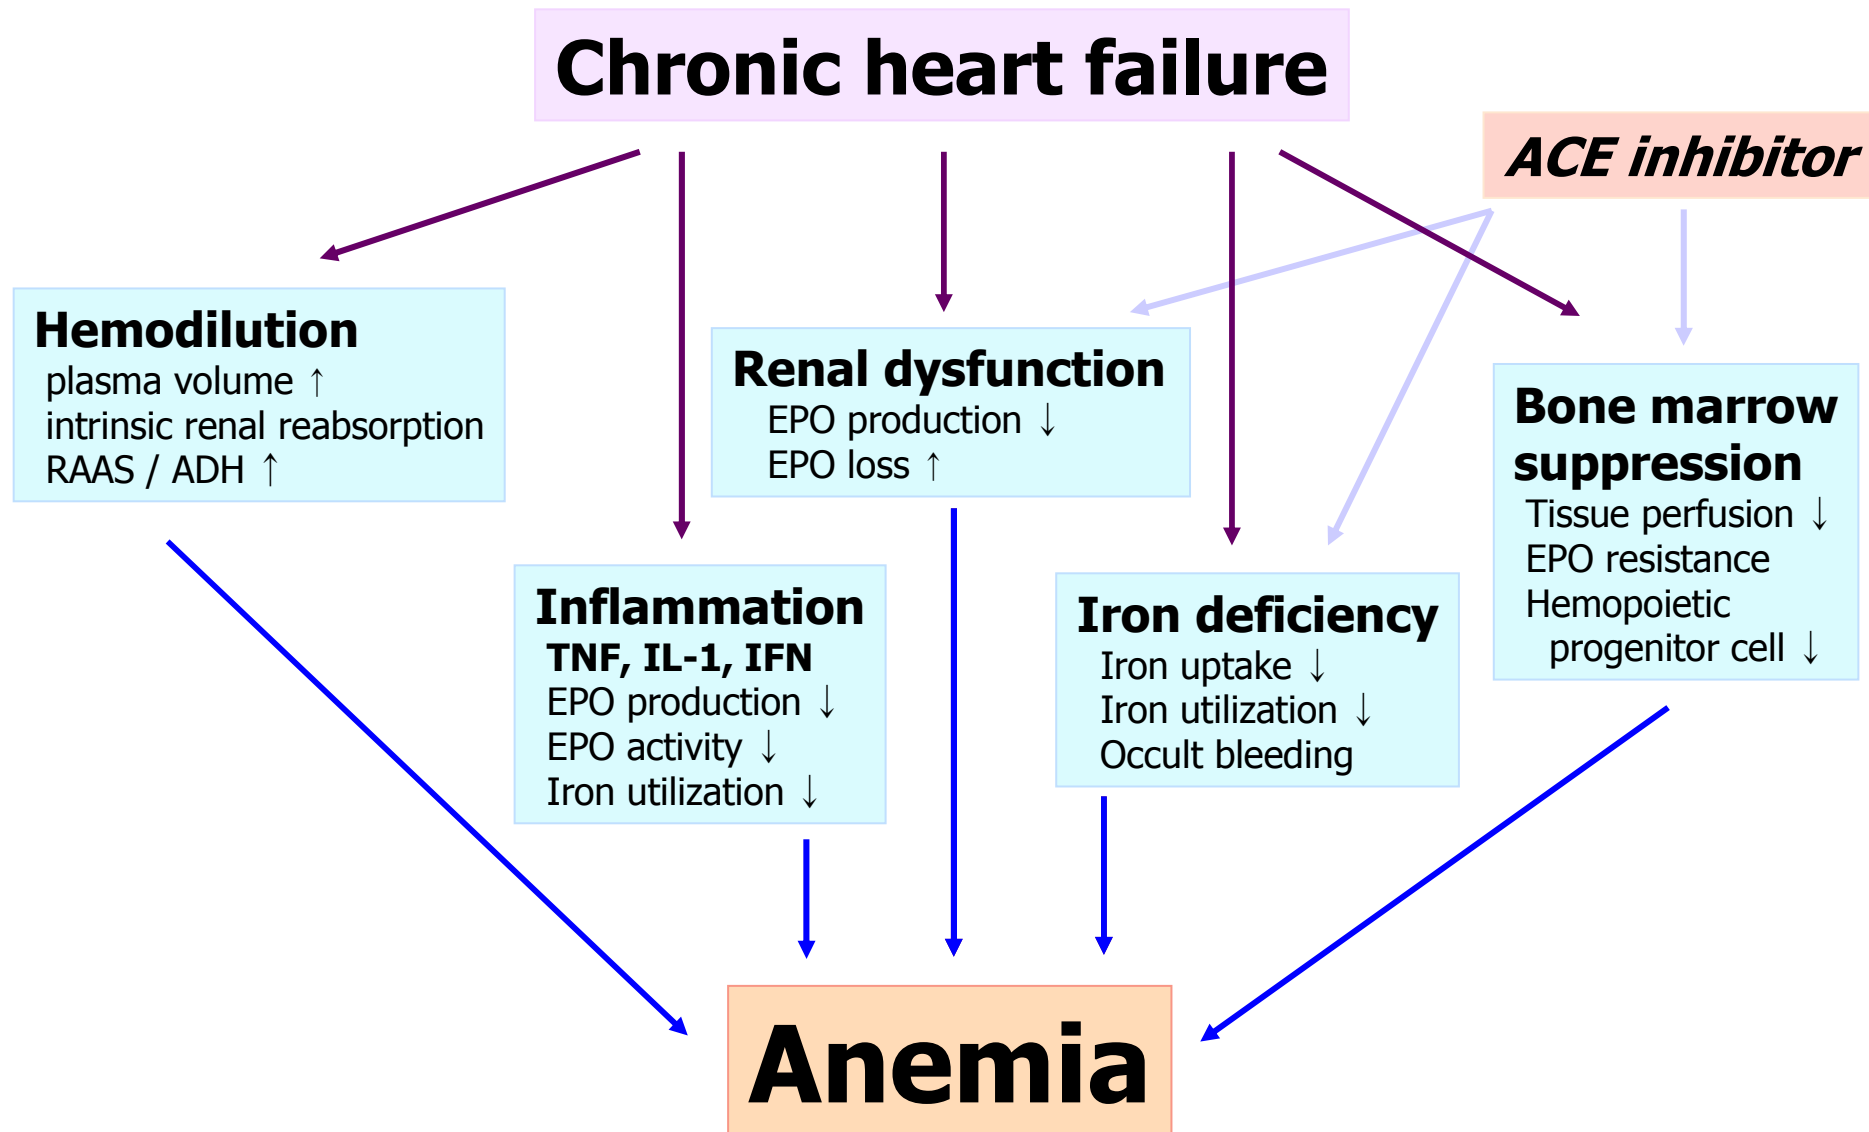 Chronic heart failure
ACE inhibitor
Hemodilution
plasma volume ↑
intrinsic renal reabsorption
RAAS / ADH ↑
Renal dysfunction
EPO production ↓
EPO loss ↑
Bone marrow
suppression
Tissue perfusion ↓
EPO resistance
Hemopoietic
progenitor cell ↓
Inflammation
TNF, IL-1, IFN
EPO production ↓
EPO activity ↓
Iron utilization ↓
Iron deficiency
Iron uptake ↓
Iron utilization ↓
Occult bleeding
Anemia